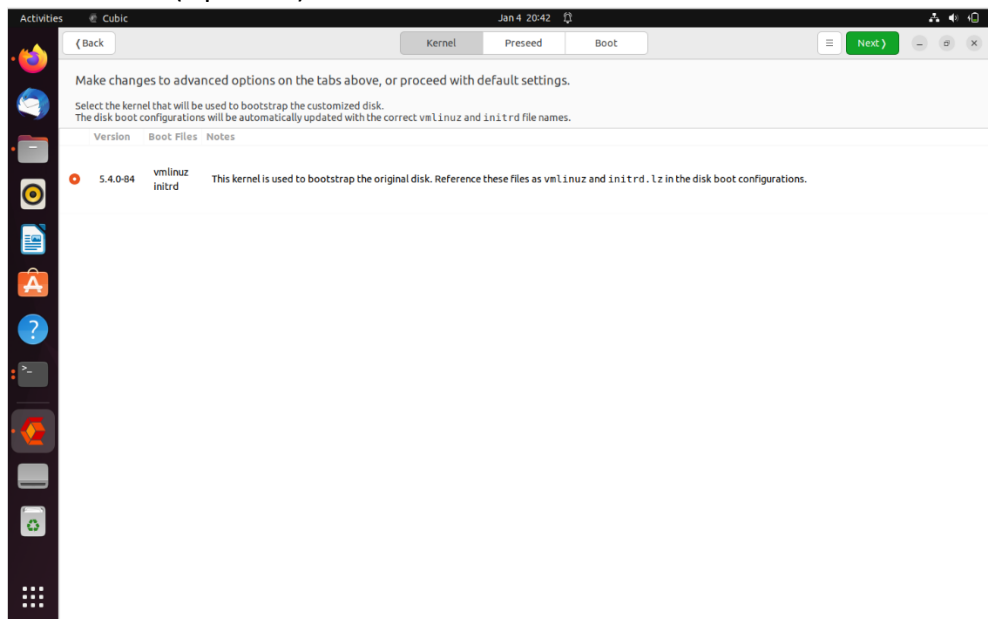 Activities
Cubic
Jan 4 20:42
Back
Kernel
Preseed
Boot
Next
Make changes to advanced options on the tabs above, or proceed with default settings.
Select the kernel that will be used to bootstrap the customized disk.
The disk boot configurations will be automatically updated with the correct vmlinuz and initrd file names.
Version Boot Files Notes
5.4.0-84 vmlinuz initrd This kernel is used to bootstrap the original disk. Reference these files as vmlinuz and initrd.lz in the disk boot configurations.